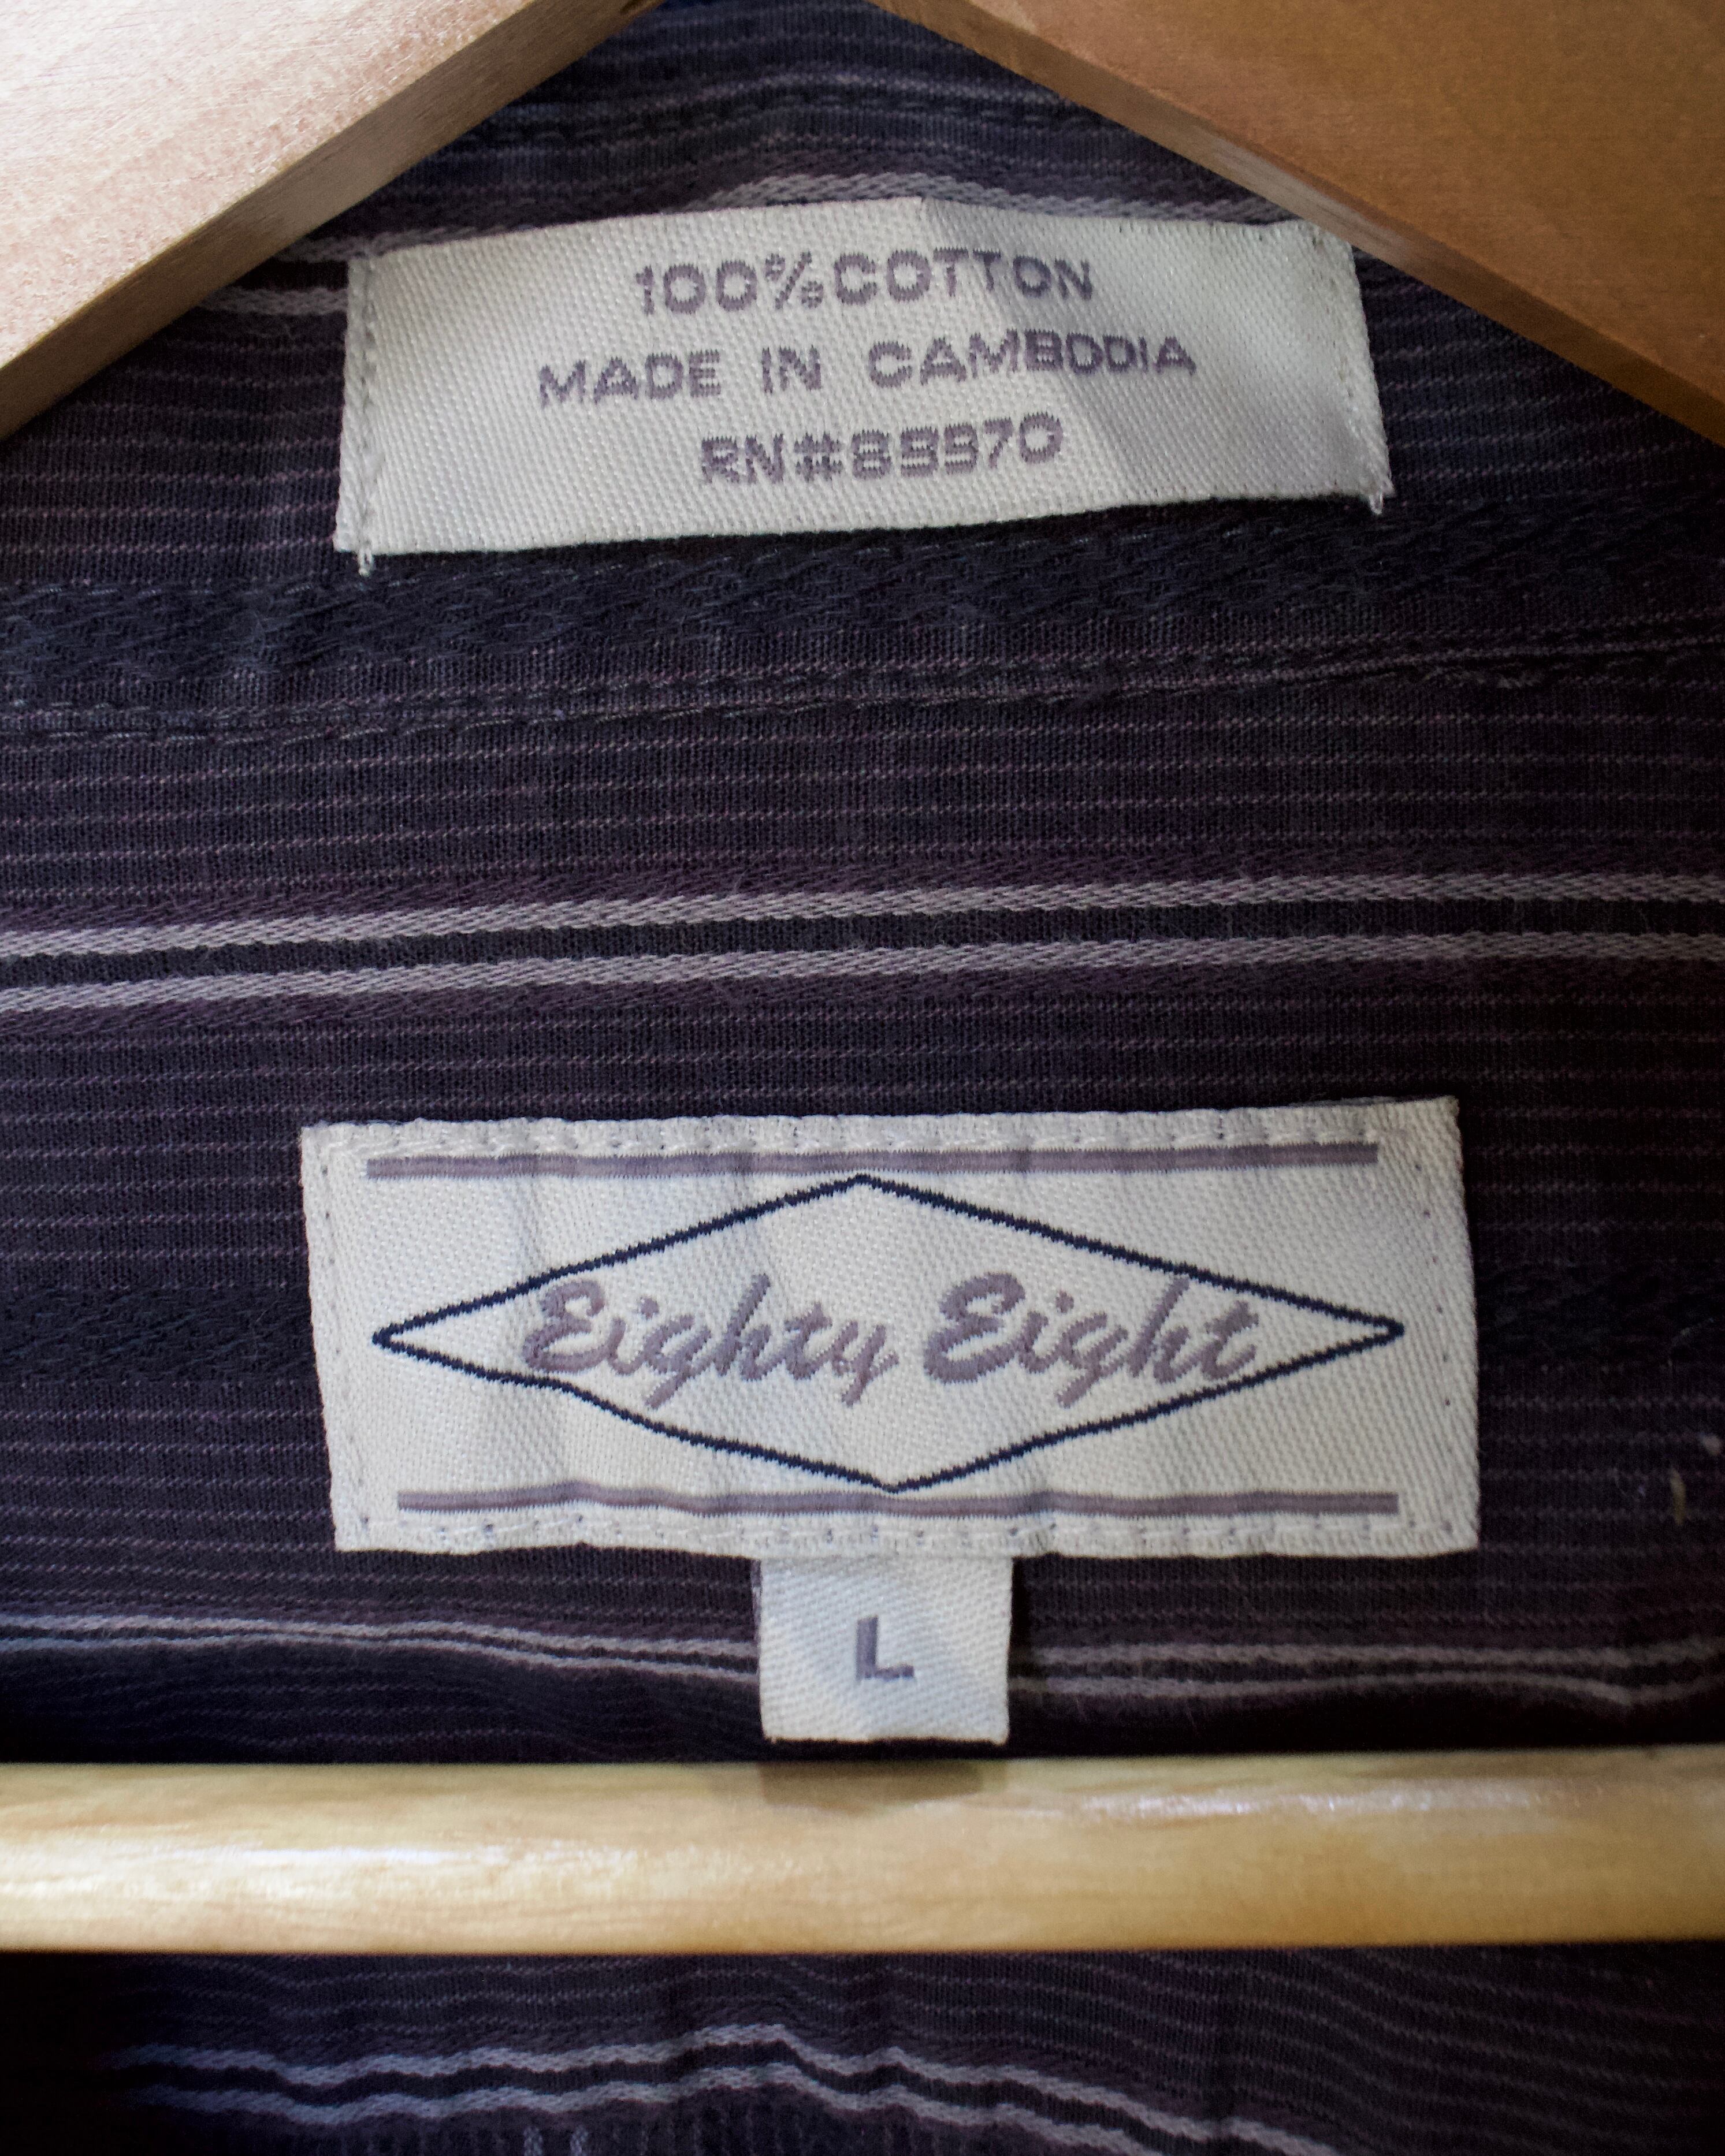 100% COTTON
MADE IN CAMBODIA
RN#89970
Eighty Eight
L